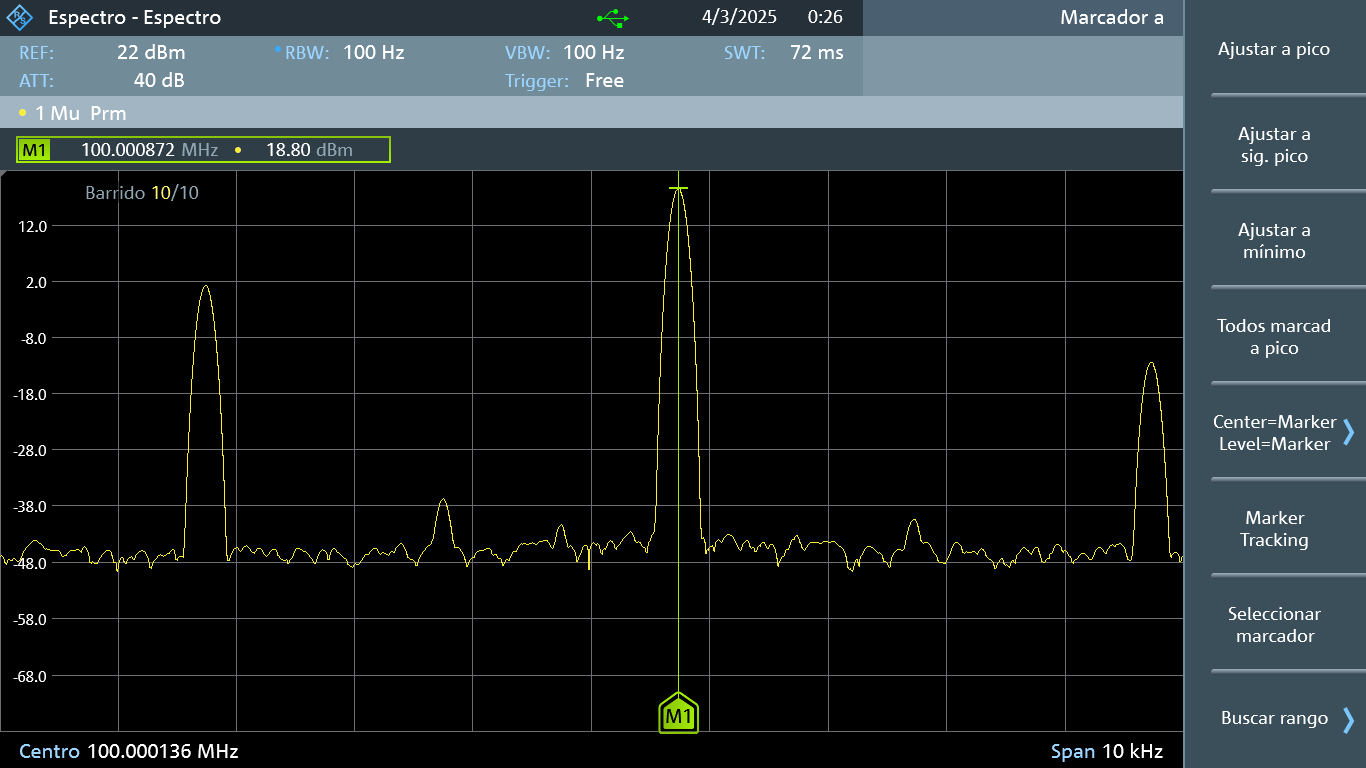 Espectro - Espectro 4/3/2025 0:26 Marcador a
REF: 22 dBm RBW: 100 Hz VBW: 100 Hz SWT: 72 ms
ATT: 40 dB Trigger: Free
1 Mu Prm
M1 100.000872 MHz • 18.80 dBm
Barrido 10/10
12.0
2.0
-8.0
-18.0
-28.0
-38.0
-48.0
-58.0
-68.0
M1
Centro 100.000136 MHz Span 10 kHz
Ajustar a pico
Ajustar a
sig. pico
Ajustar a
mínimo
Todos marcad
a pico
Center=Marker
Level=Marker
Marker
Tracking
Seleccionar
marcador
Buscar rango